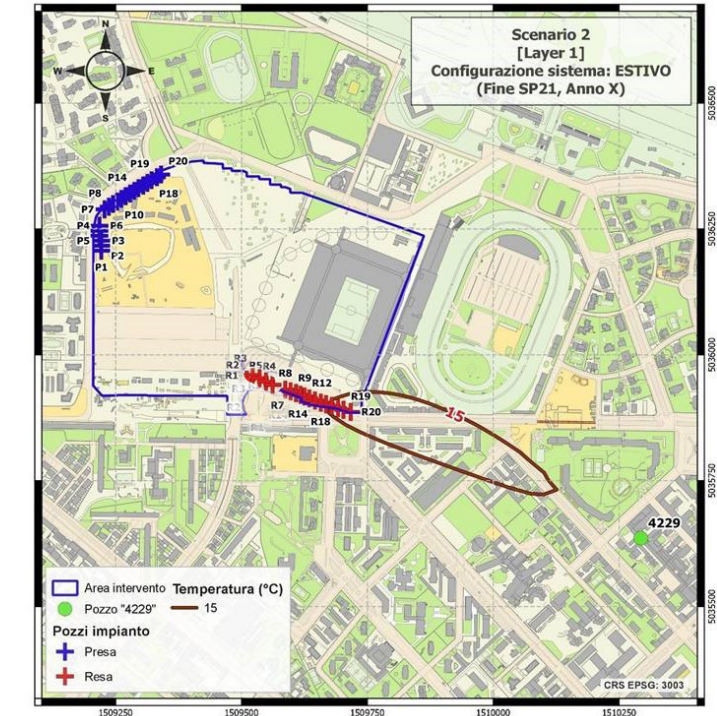 Scenario 2
[Layer 1]
Configurazione sistema: ESTIVO
(Fine SP21, Anno X)
N
W
E
S
5036500
5036250
5036000
5035750
5035500
P19
P20
P14
P8
P18
P7
P10
P4
P6
P5
P3
P2
P1
R3
R2
R5
R4
R1
R8
R9
R12
R7
R14
R18
R19
R20
15
4229
Area intervento
Pozzo "4229"
Temperatura (°C)
15
Pozzi impianto
Presa
Resa
CRS EPSG: 3003
1509250
1509500
1509750
1510000
1510250